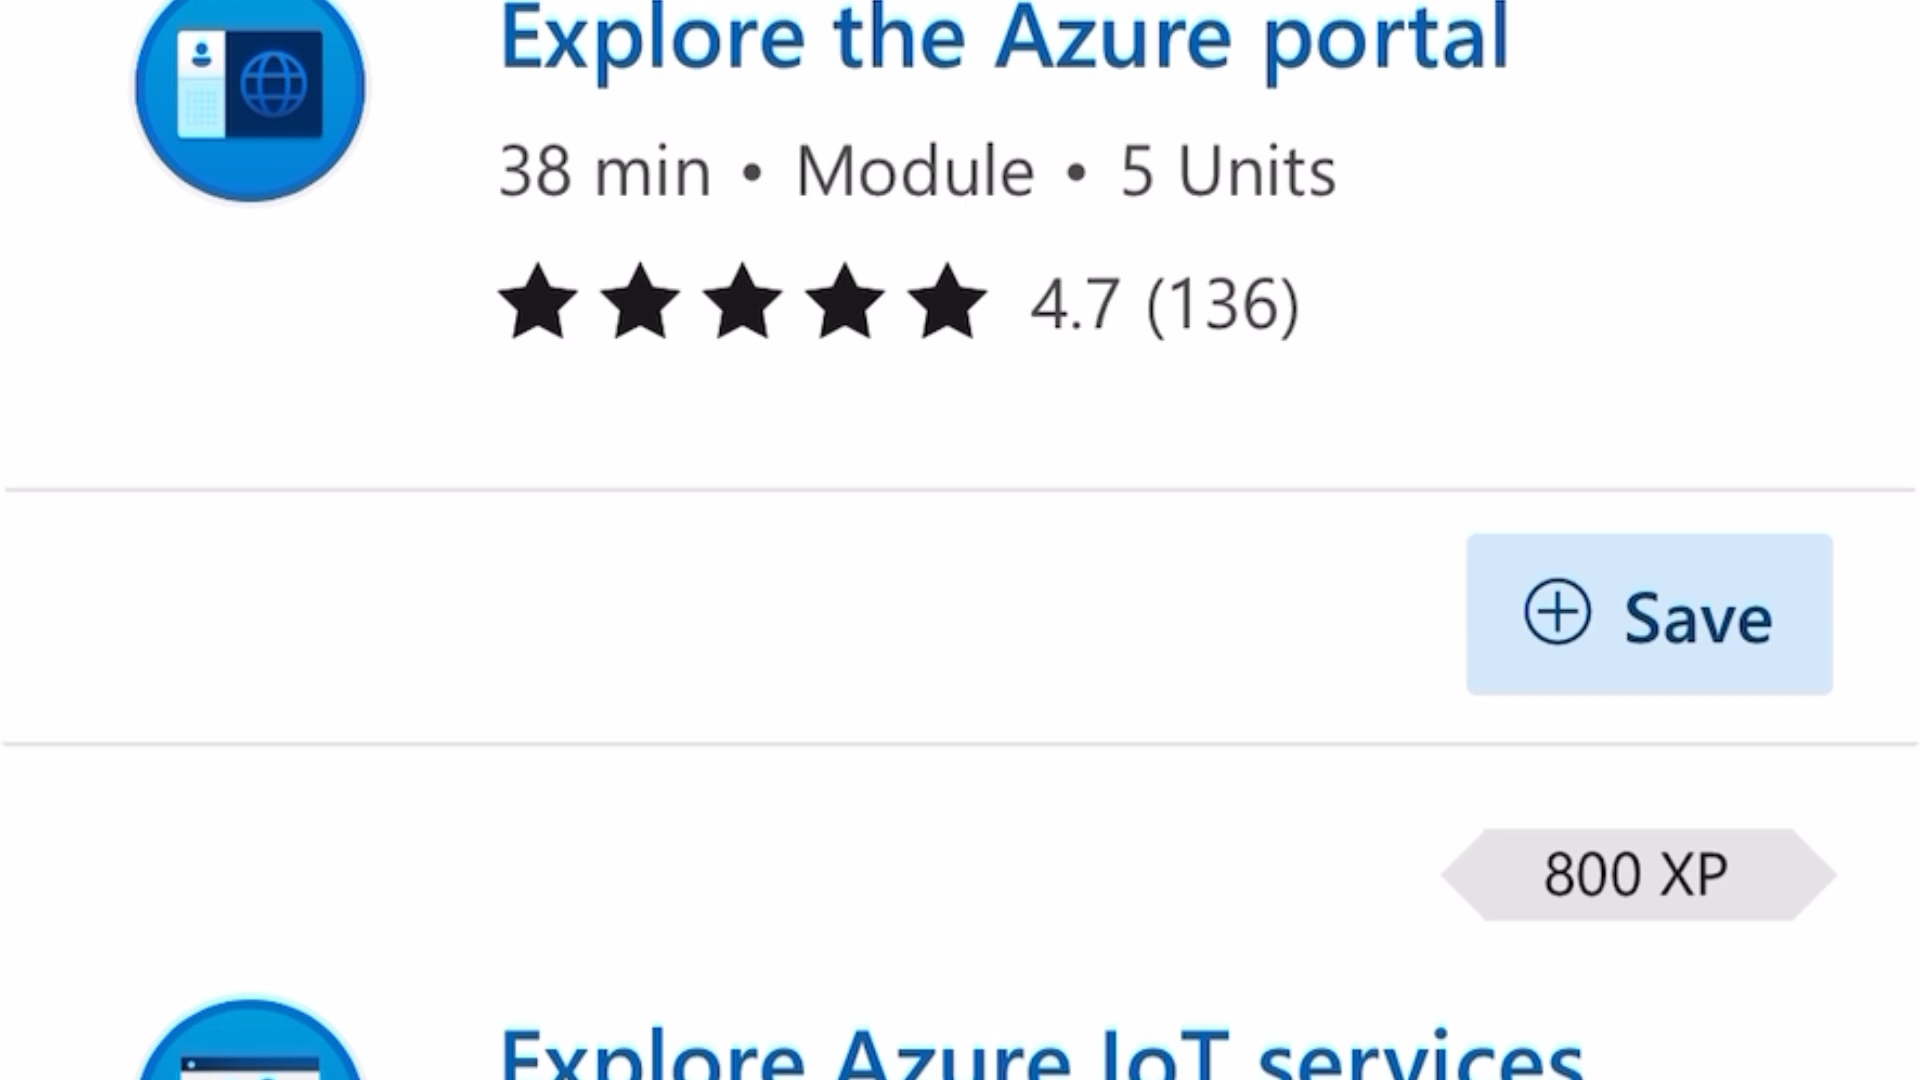 Explore the Azure portal
38 min • Module • 5 Units
4.7 (136)
Save
800 XP
Explore Azure IoT services